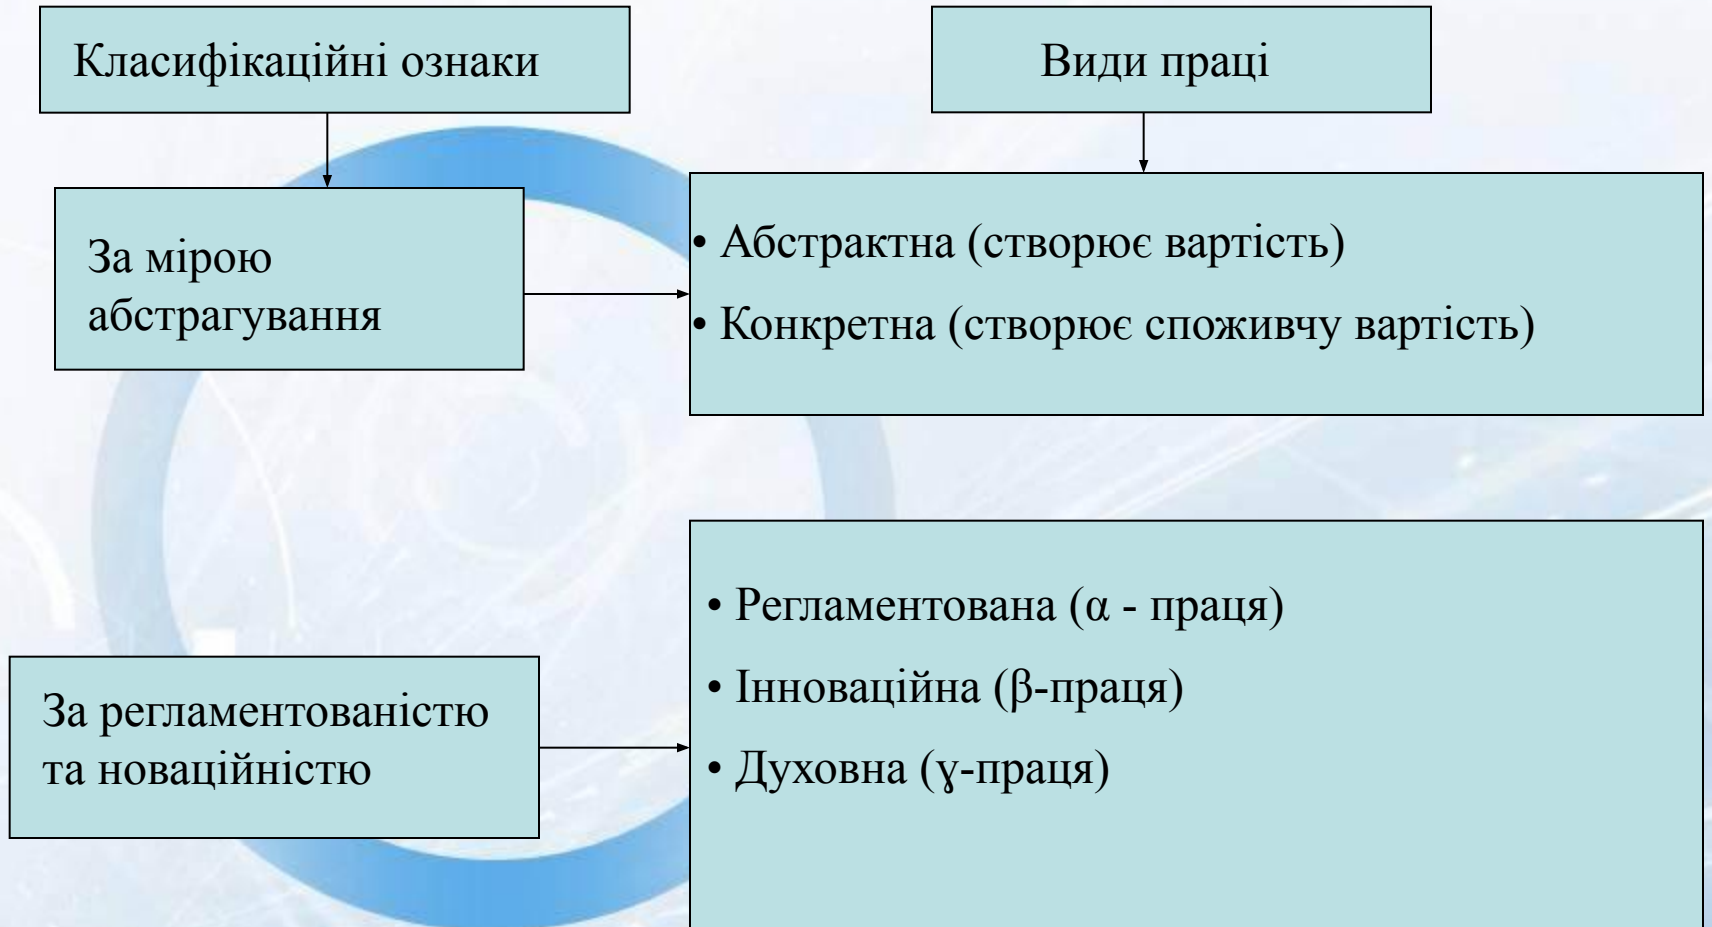 Класифікаційні ознаки
Види праці
За мірою
абстрагування
• Абстрактна (створює вартість)
• Конкретна (створює споживчу вартість)
За регламентованістю
та новаційністю
• Регламентована (α - праця)
• Інноваційна (β-праця)
• Духовна (ɣ-праця)